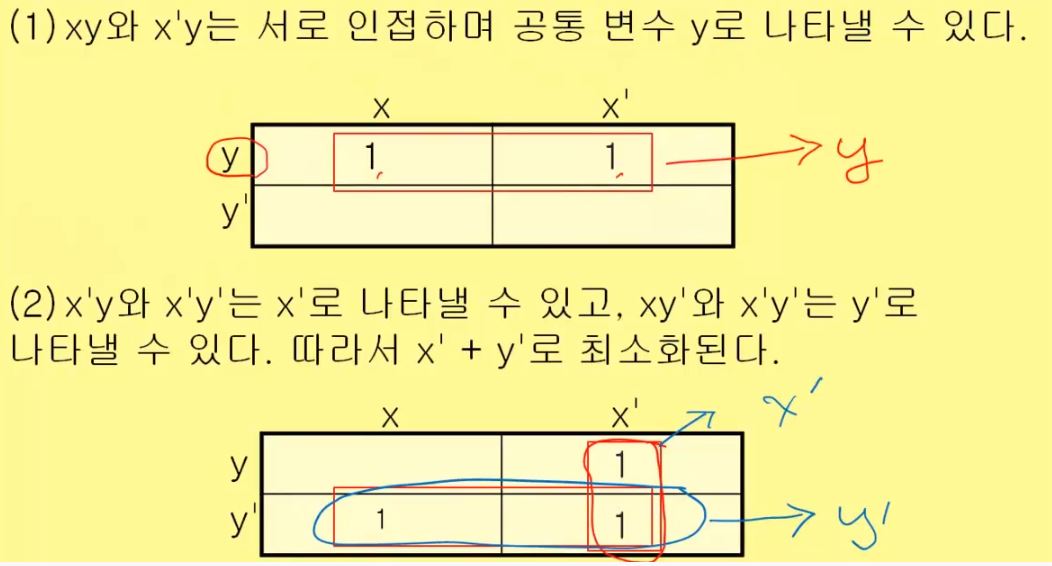 (1) xy와 x'y는 서로 인접하며 공통 변수 y로 나타낼 수 있다.
x x'
y 1 1 y
y'
(2) x'y와 x'y'는 x'로 나타낼 수 있고, xy'와 x'y'는 y'로
나타낼 수 있다. 따라서 x' + y'로 최소화된다.
x x' x'
y 1
y' 1 1 y'